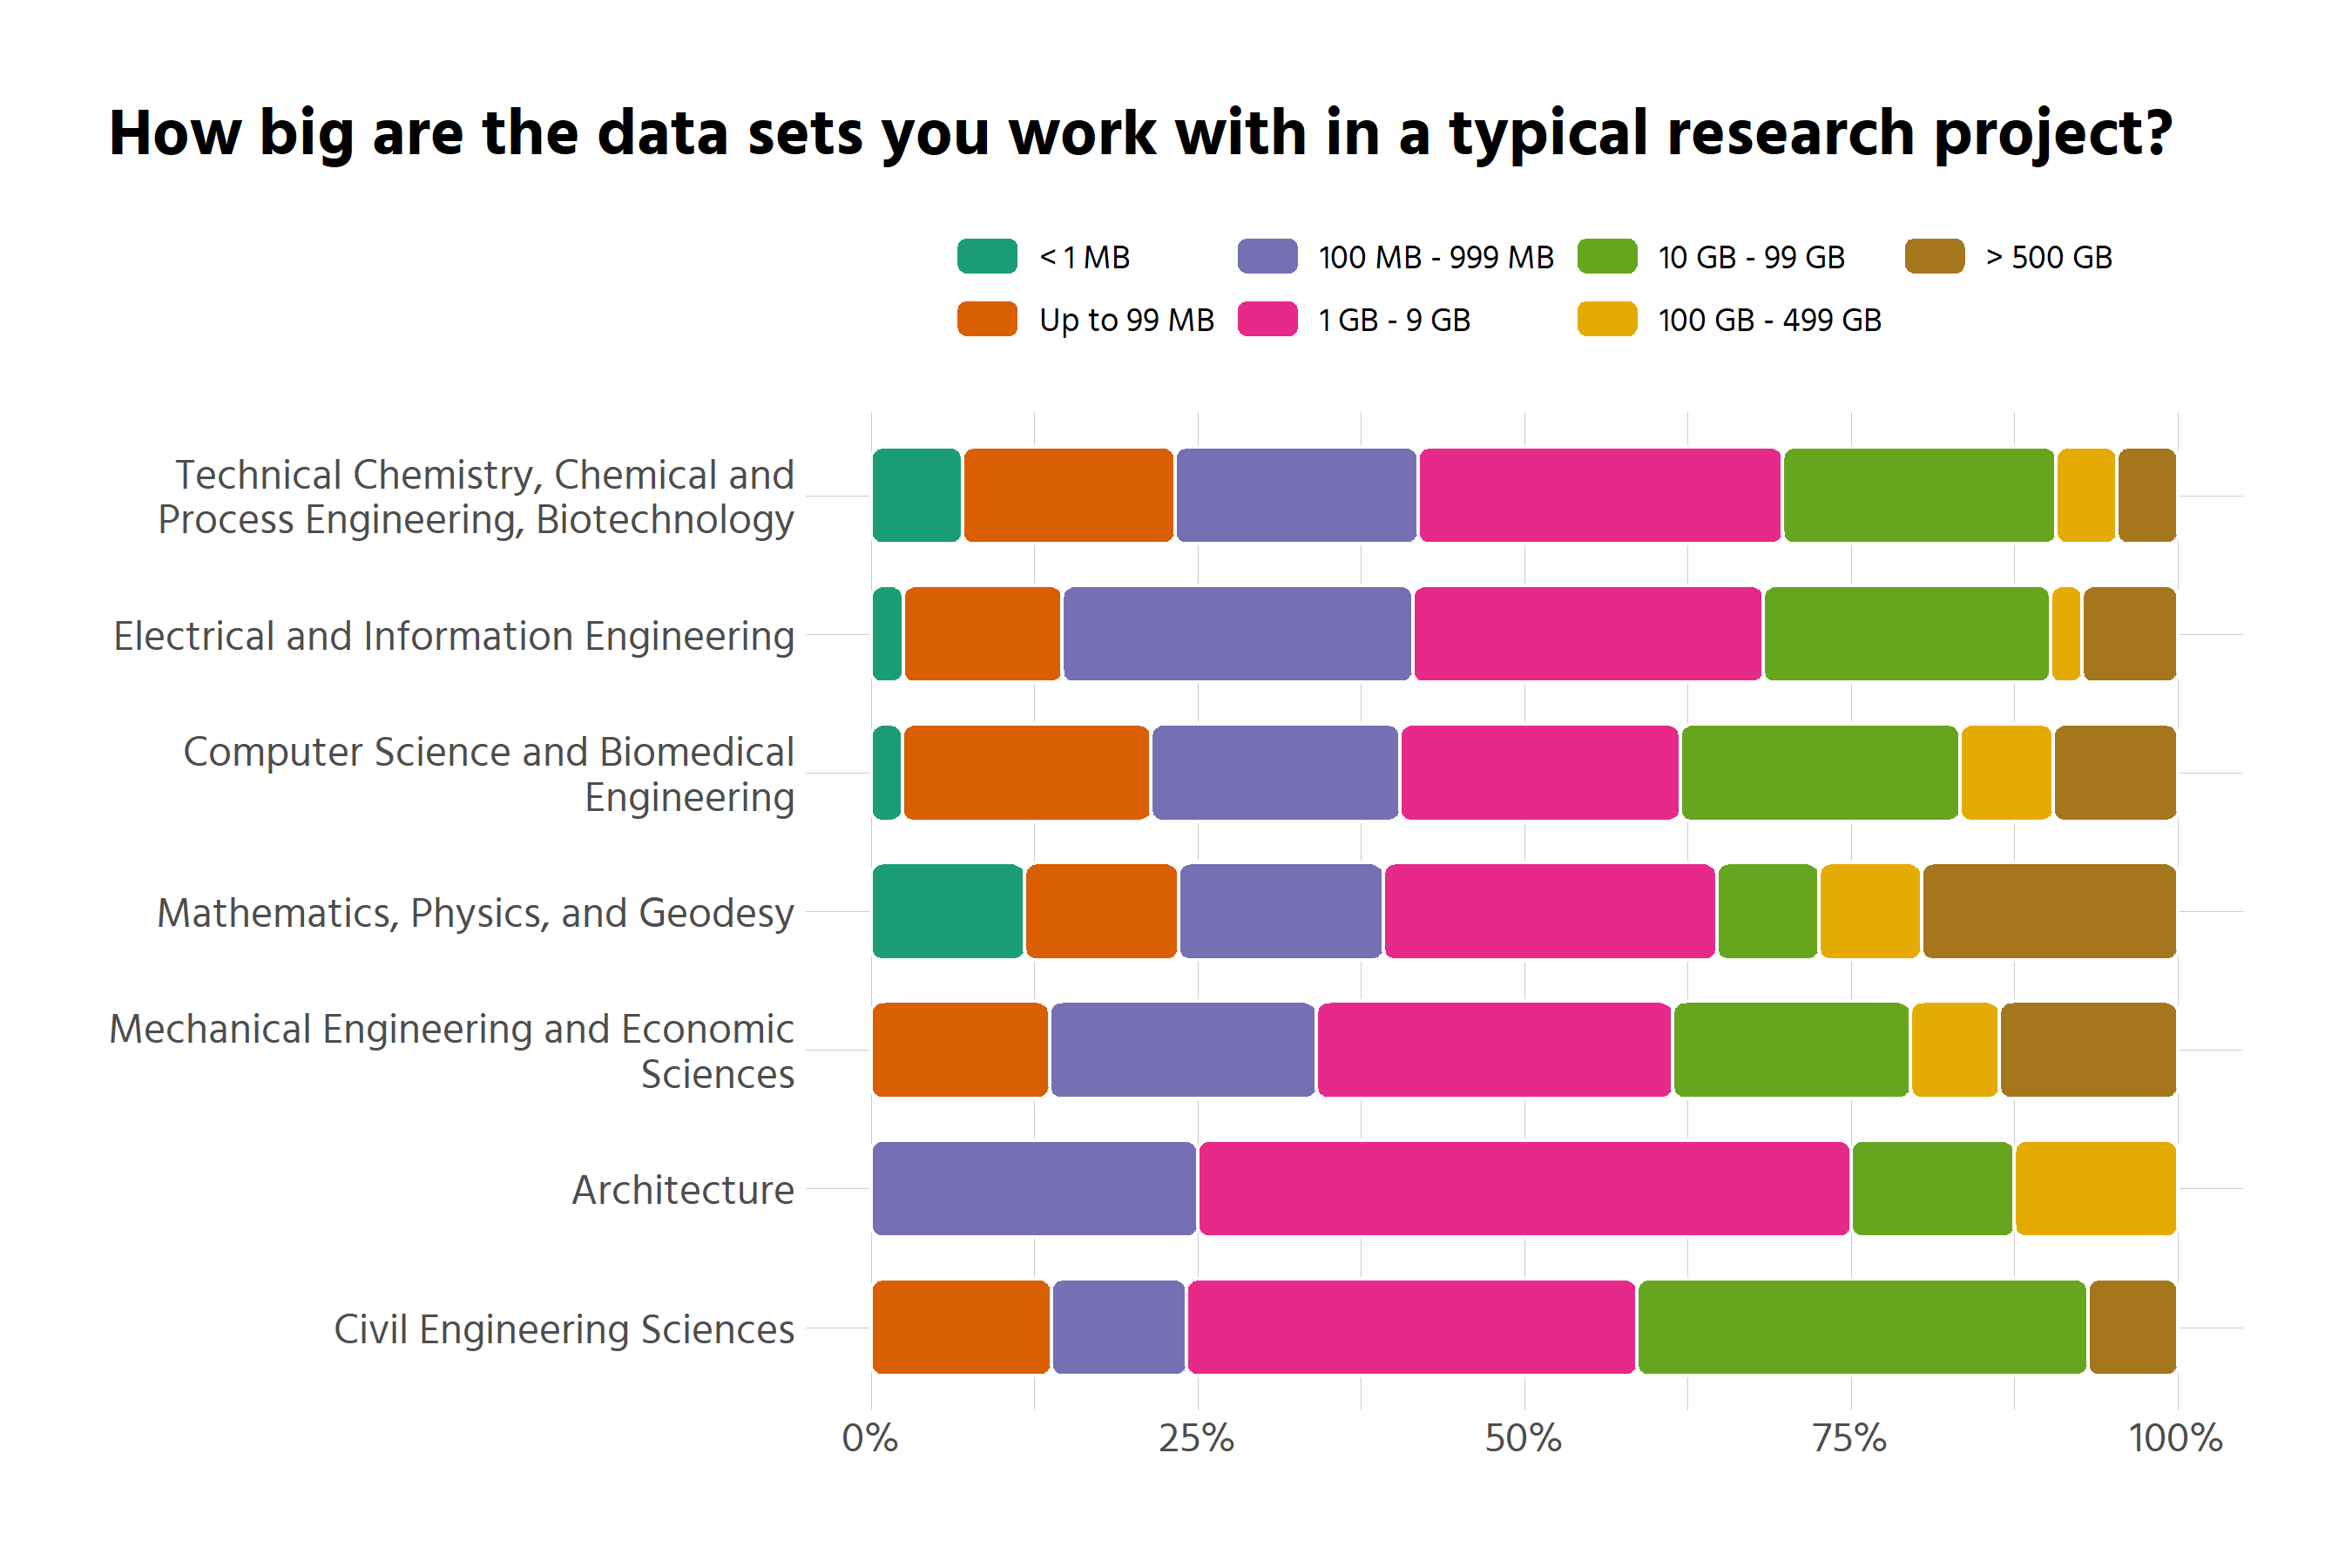 How big are the data sets you work with in a typical research project?
< 1 MB
100 MB - 999 MB
10 GB - 99 GB
> 500 GB
Up to 99 MB
1 GB - 9 GB
100 GB - 499 GB
Technical Chemistry, Chemical and
Process Engineering, Biotechnology
Electrical and Information Engineering
Computer Science and Biomedical
Engineering
Mathematics, Physics, and Geodesy
Mechanical Engineering and Economic
Sciences
Architecture
Civil Engineering Sciences
0%
25%
50%
75%
100%